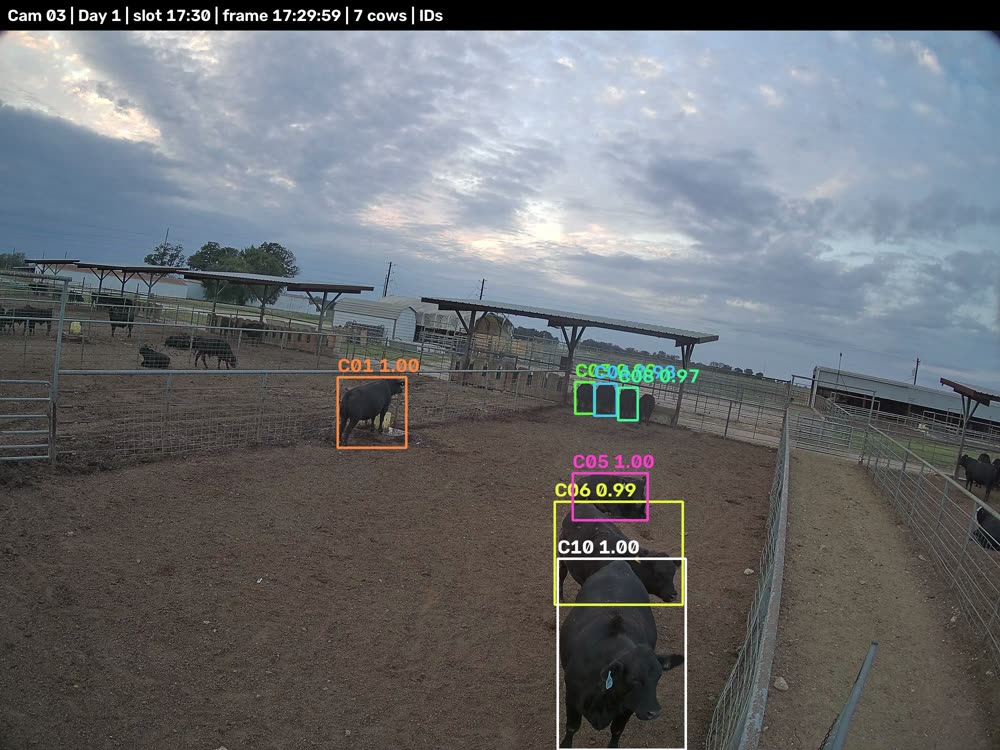 Cam 03 | Day 1 | slot 17:30 | frame 17:29:59 | 7 cows | IDs
C01 1.00
C08 0.97
C05 1.00
C06 0.99
C10 1.00